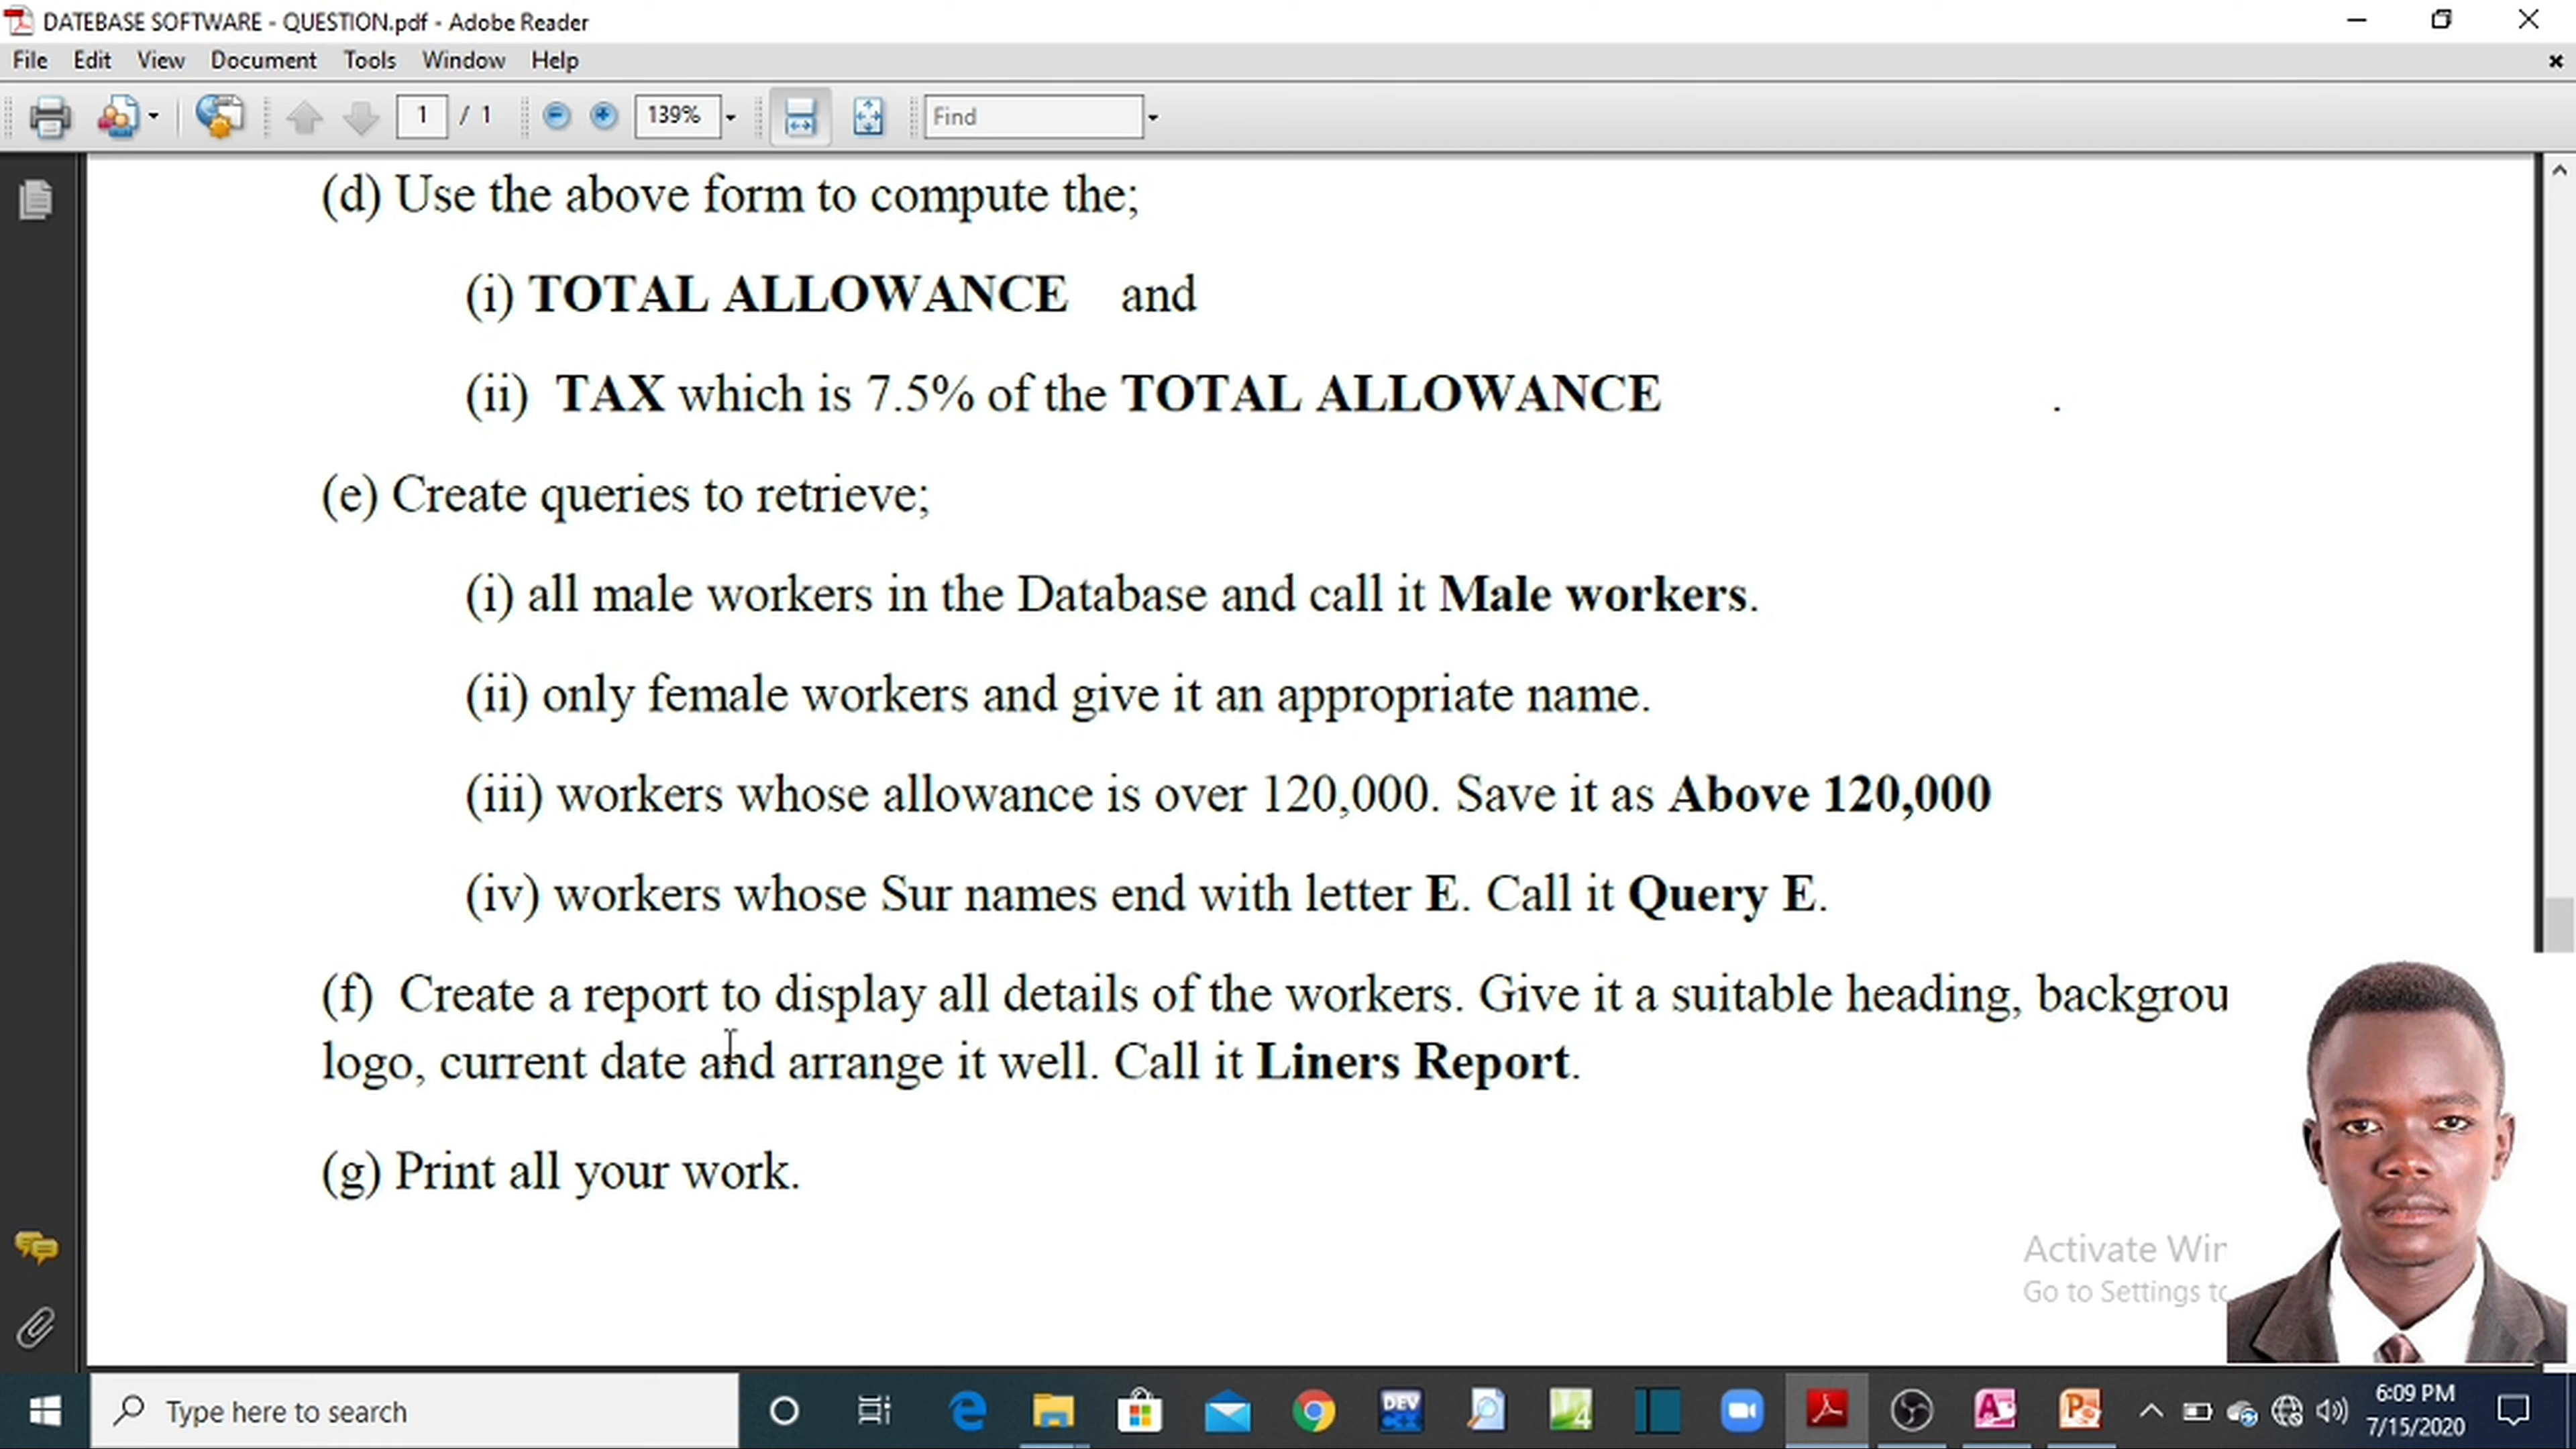 DATEBASE SOFTWARE - QUESTION.pdf - Adobe Reader
File Edit View Document Tools Window Help
1 / 1 139% Find
(d) Use the above form to compute the;
(i) TOTAL ALLOWANCE and
(ii) TAX which is 7.5% of the TOTAL ALLOWANCE .
(e) Create queries to retrieve;
(i) all male workers in the Database and call it Male workers.
(ii) only female workers and give it an appropriate name.
(iii) workers whose allowance is over 120,000. Save it as Above 120,000
(iv) workers whose Sur names end with letter E. Call it Query E.
(f) Create a report to display all details of the workers. Give it a suitable heading, backgrou
logo, current date and arrange it well. Call it Liners Report.
(g) Print all your work.
Activate Win
Go to Settings to
Type here to search
DEV C++
4
6:09 PM
7/15/2020